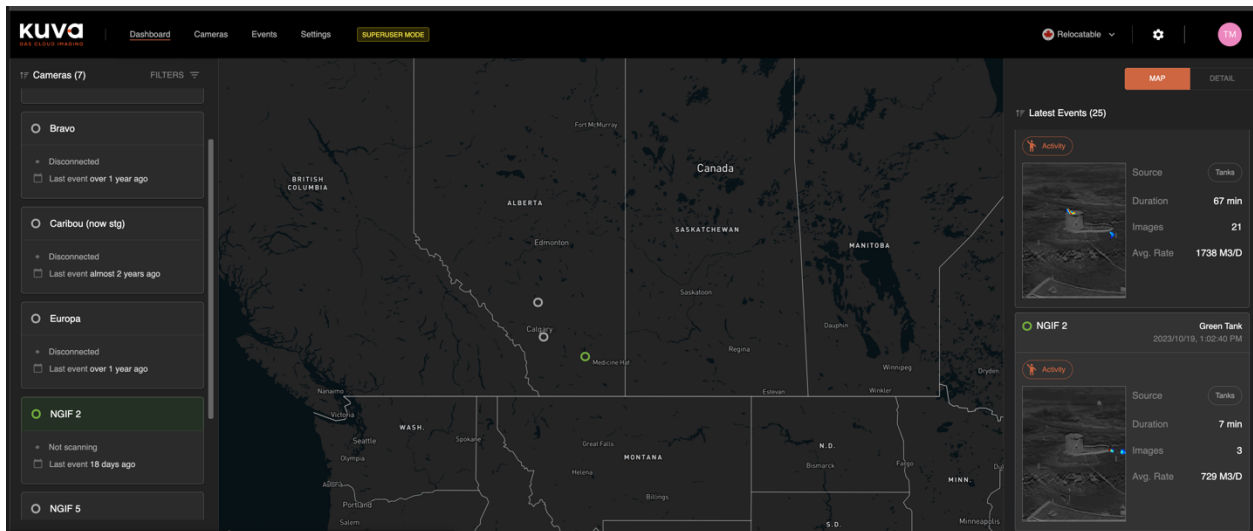 KUVA
GAS CLOUD IMAGING
Dashboard
Cameras
Events
Settings
SUPERUSER MODE
Relocatable
TM
Cameras (7)
FILTERS
Bravo
Disconnected
Last event over 1 year ago
Caribou (now stg)
Disconnected
Last event almost 2 years ago
Europa
Disconnected
Last event over 1 year ago
NGIF 2
Not scanning
Last event 18 days ago
NGIF 5
Fort McMurray
Canada
BRITISH
COLUMBIA
ALBERTA
SASKATCHEWAN
MANITOBA
Edmonton
Saskatoon
Dauphin
Calgary
Medicine Hat
Regina
Winnipeg
Dryden
Nanaimo
Estevan
Winkler
Victoria
WASH.
Seattle
Spokane
Great Falls
N.D.
Olympia
MONTANA
Bismarck
Fargo
Helena
MINN.
Astoria
Portland
Billings
Salem
S.D.
Minneapolis
MAP
DETAIL
Latest Events (25)
Activity
Source
Tanks
Duration
67 min
Images
21
Avg. Rate
1738 M3/D
NGIF 2
Green Tank
2023/10/19, 1:02:40 PM
Activity
Source
Tanks
Duration
7 min
Images
3
Avg. Rate
729 M3/D